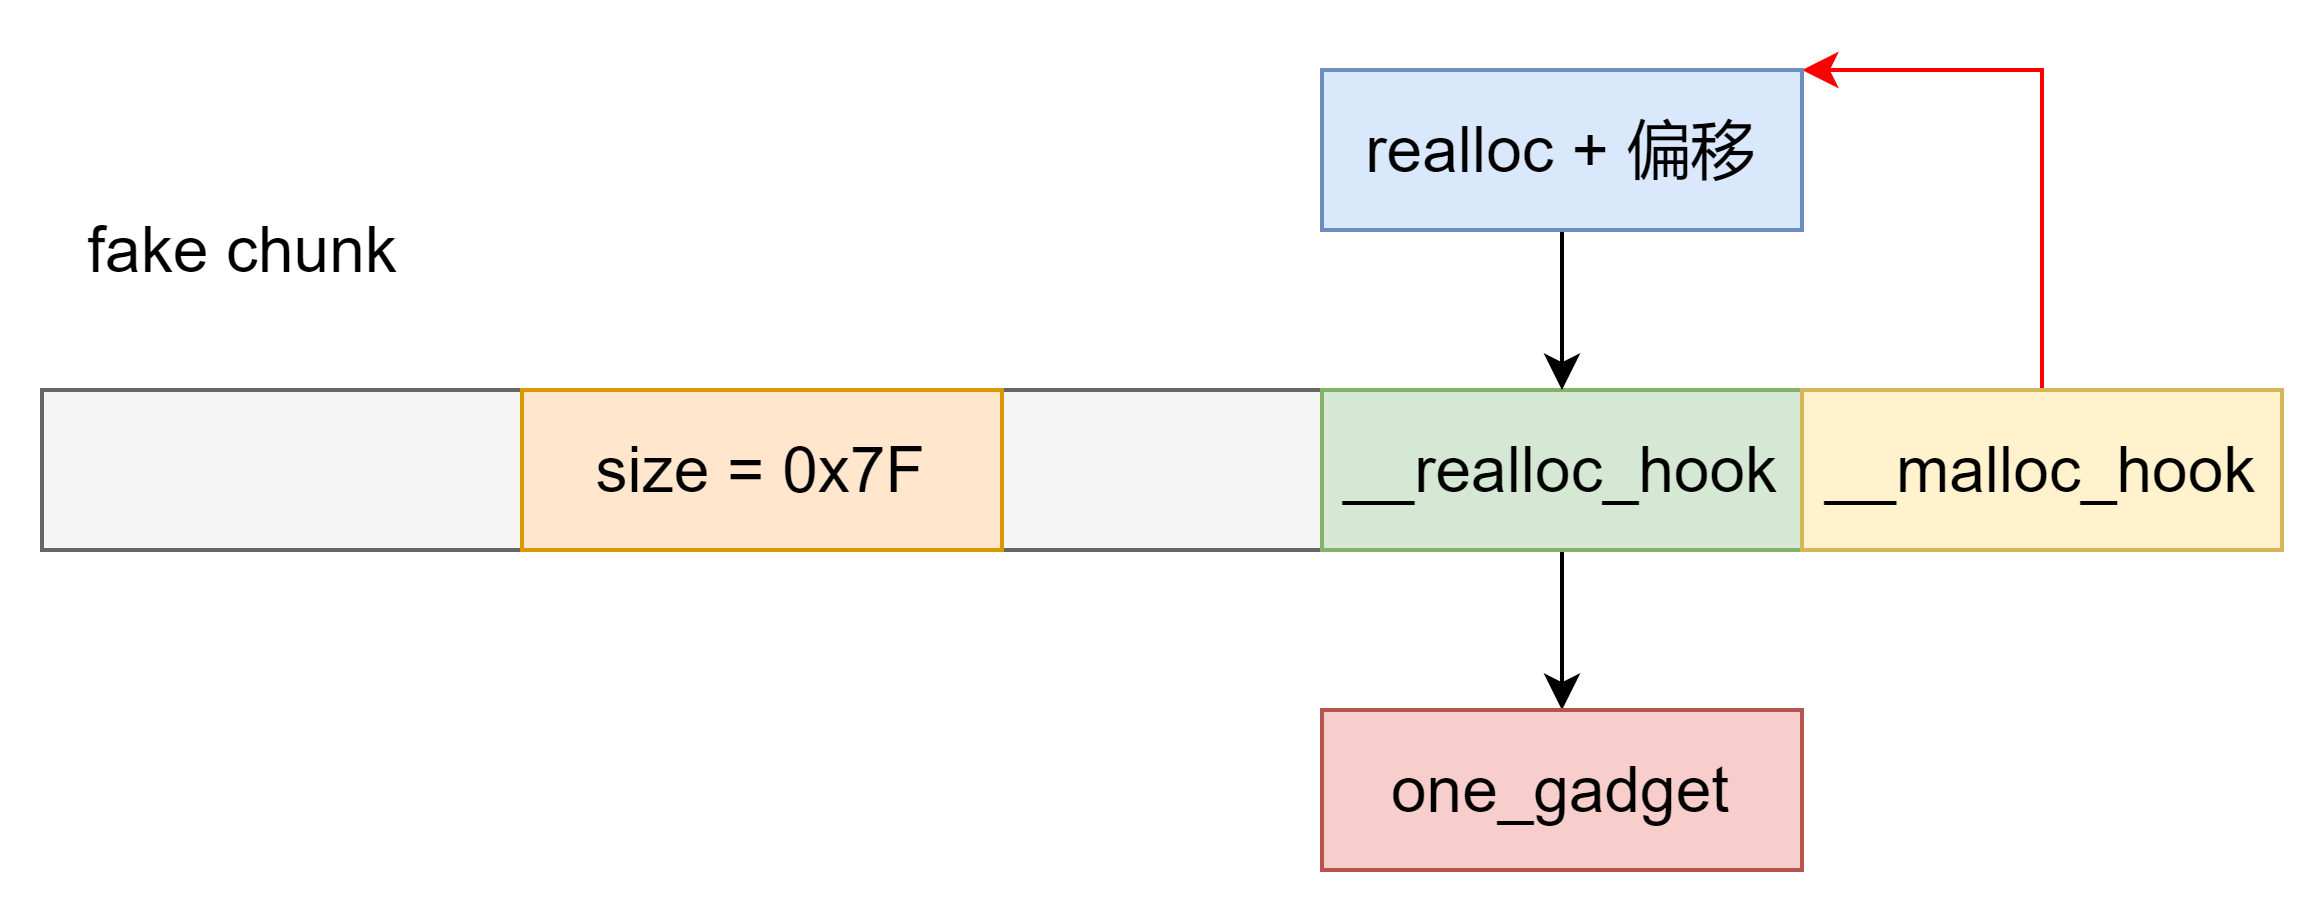 realloc + 偏移
fake chunk
size = 0x7F
__realloc_hook
__malloc_hook
one_gadget